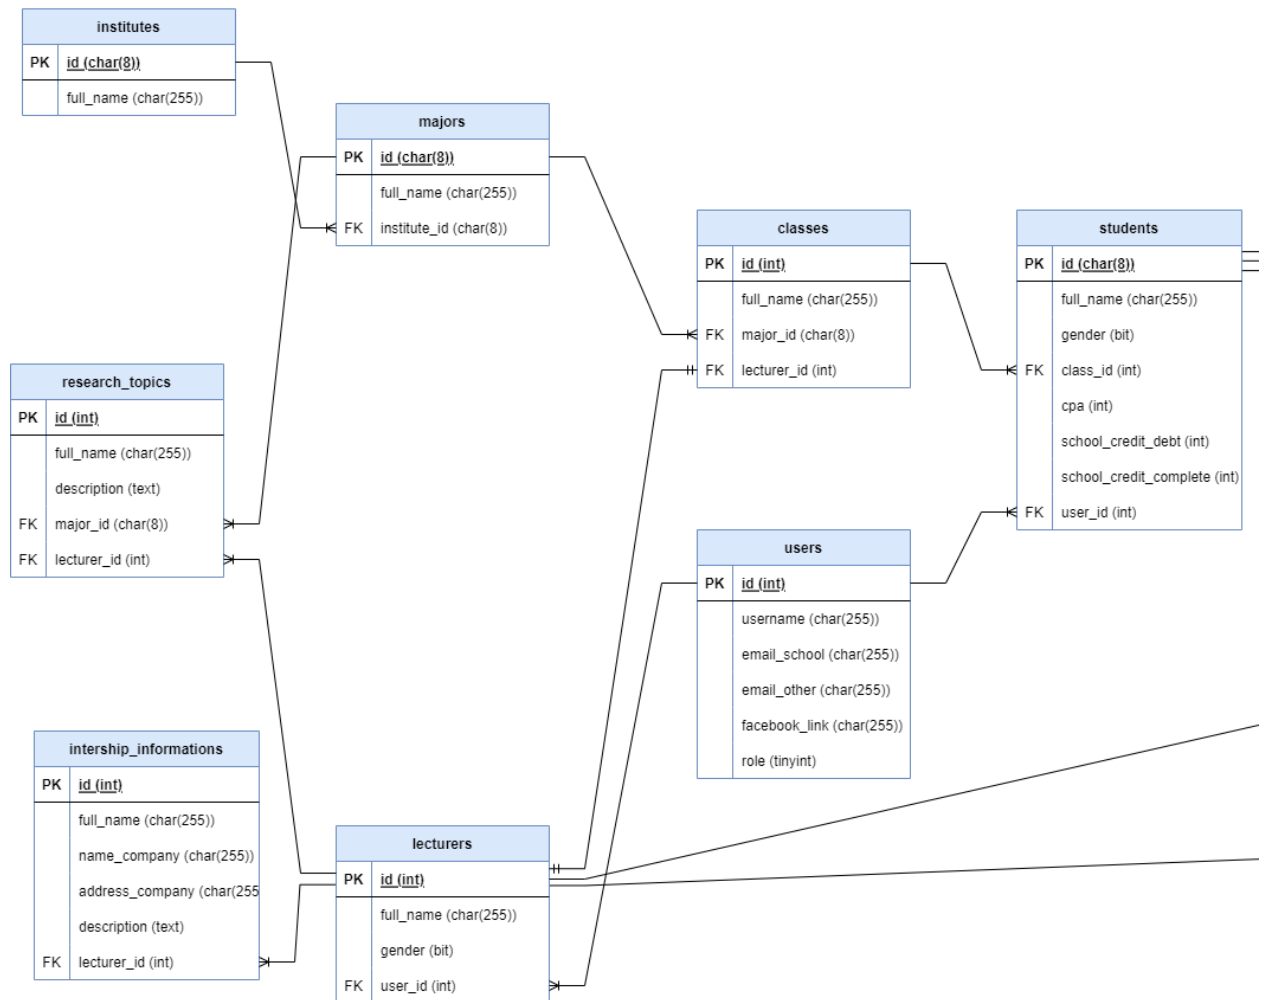 institutes
PK id (char(8))
full_name (char(255))
majors
PK id (char(8))
full_name (char(255))
FK institute_id (char(8))
classes
PK id (int)
full_name (char(255))
FK major_id (char(8))
FK lecturer_id (int)
students
PK id (char(8))
full_name (char(255))
gender (bit)
FK class_id (int)
cpa (int)
school_credit_debt (int)
school_credit_complete (int)
FK user_id (int)
research_topics
PK id (int)
full_name (char(255))
description (text)
FK major_id (char(8))
FK lecturer_id (int)
users
PK id (int)
username (char(255))
email_school (char(255))
email_other (char(255))
facebook_link (char(255))
role (tinyint)
intership_informations
PK id (int)
full_name (char(255))
name_company (char(255))
address_company (char(255
description (text)
FK lecturer_id (int)
lecturers
PK id (int)
full_name (char(255))
gender (bit)
FK user_id (int)